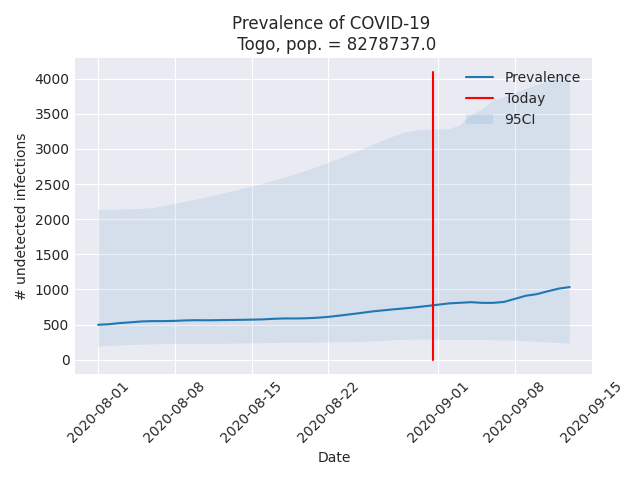 Prevalence of COVID-19
Togo, pop. = 8278737.0
# undetected infections
4000
3500
3000
2500
2000
1500
1000
500
0
Prevalence
Today
95CI
2020-08-01
2020-08-08
2020-08-15
2020-08-22
2020-09-01
2020-09-08
2020-09-15
Date